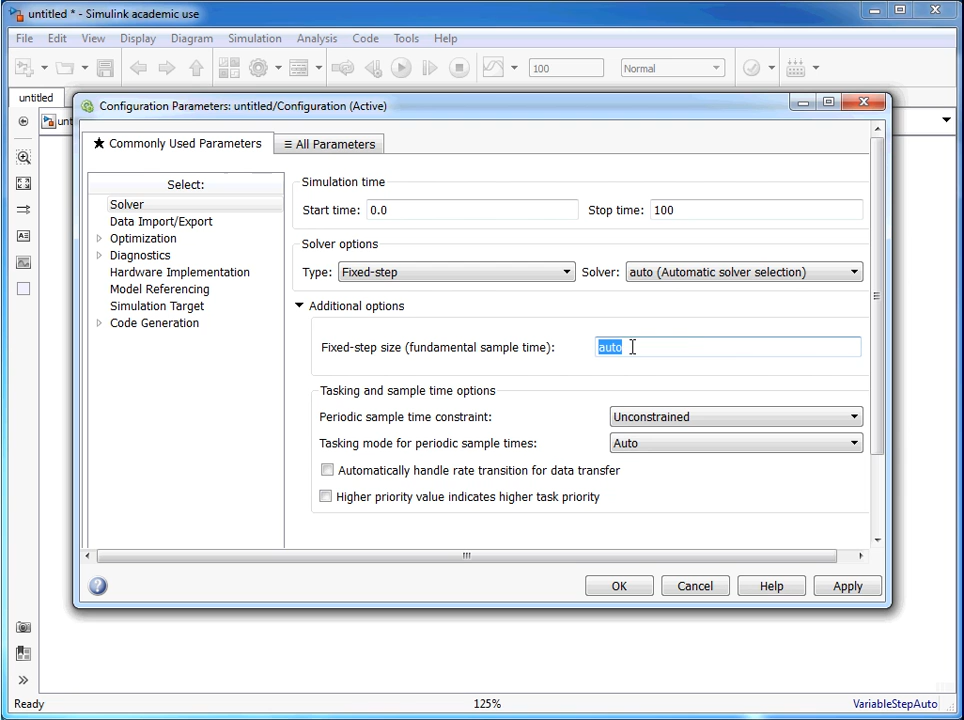 untitled * - Simulink academic use
File Edit View Display Diagram Simulation Analysis Code Tools Help
100 Normal
untitled
Configuration Parameters: untitled/Configuration (Active)
★ Commonly Used Parameters ≡ All Parameters
Select:
Solver
Data Import/Export
Optimization
Diagnostics
Hardware Implementation
Model Referencing
Simulation Target
Code Generation
Simulation time
Start time: 0.0 Stop time: 100
Solver options
Type: Fixed-step Solver: auto (Automatic solver selection)
Additional options
Fixed-step size (fundamental sample time): auto
Tasking and sample time options
Periodic sample time constraint: Unconstrained
Tasking mode for periodic sample times: Auto
Automatically handle rate transition for data transfer
Higher priority value indicates higher task priority
OK Cancel Help Apply
Ready 125% VariableStepAuto